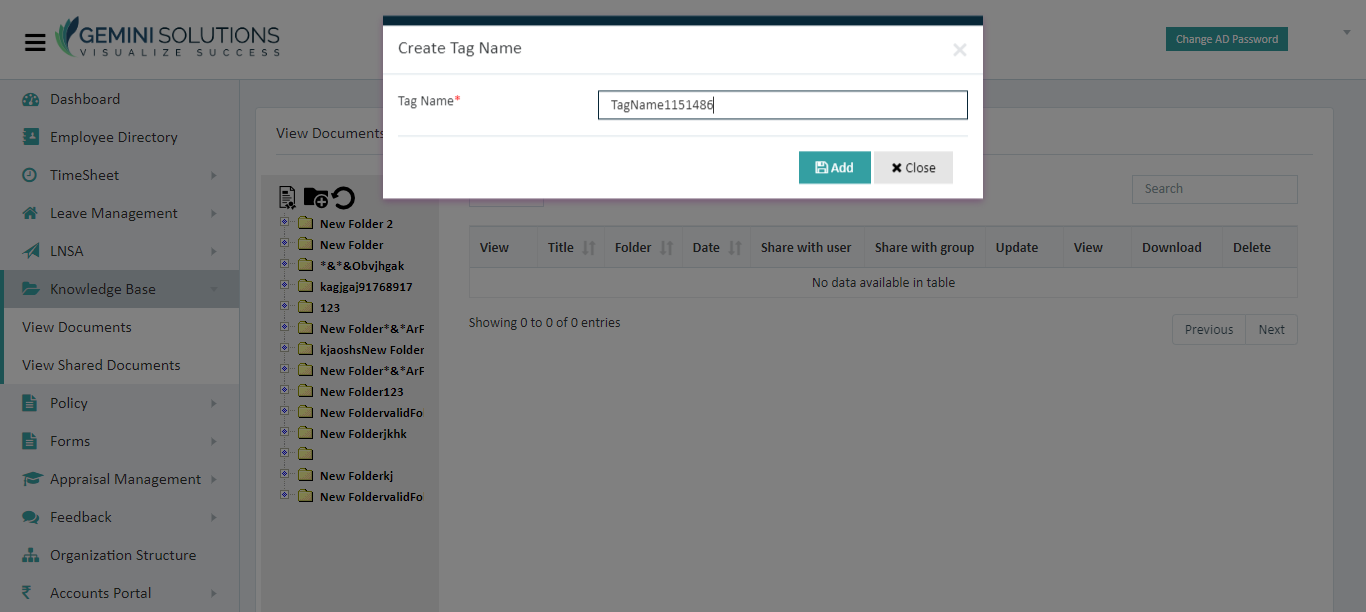 GEMINI SOLUTIONS
VISUALIZE SUCCESS
Create Tag Name
×
Change AD Password
Tag Name*
TagName1151486
Add
Close
Dashboard
Employee Directory
TimeSheet
Leave Management
LNSA
Knowledge Base
View Documents
View Shared Documents
Policy
Forms
Appraisal Management
Feedback
Organization Structure
Accounts Portal
View Documents
New Folder 2
New Folder
*&*&Obvjhgak
kagjgaj91768917
123
New Folder*&*ArF
kjaoshsNew Folder
New Folder*&*ArF
New Folder123
New FoldervalidFo
New Folderjkhk
New Folderkj
New FoldervalidFo
Search
View Title Folder Date Share with user Share with group Update View Download Delete
No data available in table
Showing 0 to 0 of 0 entries
Previous Next